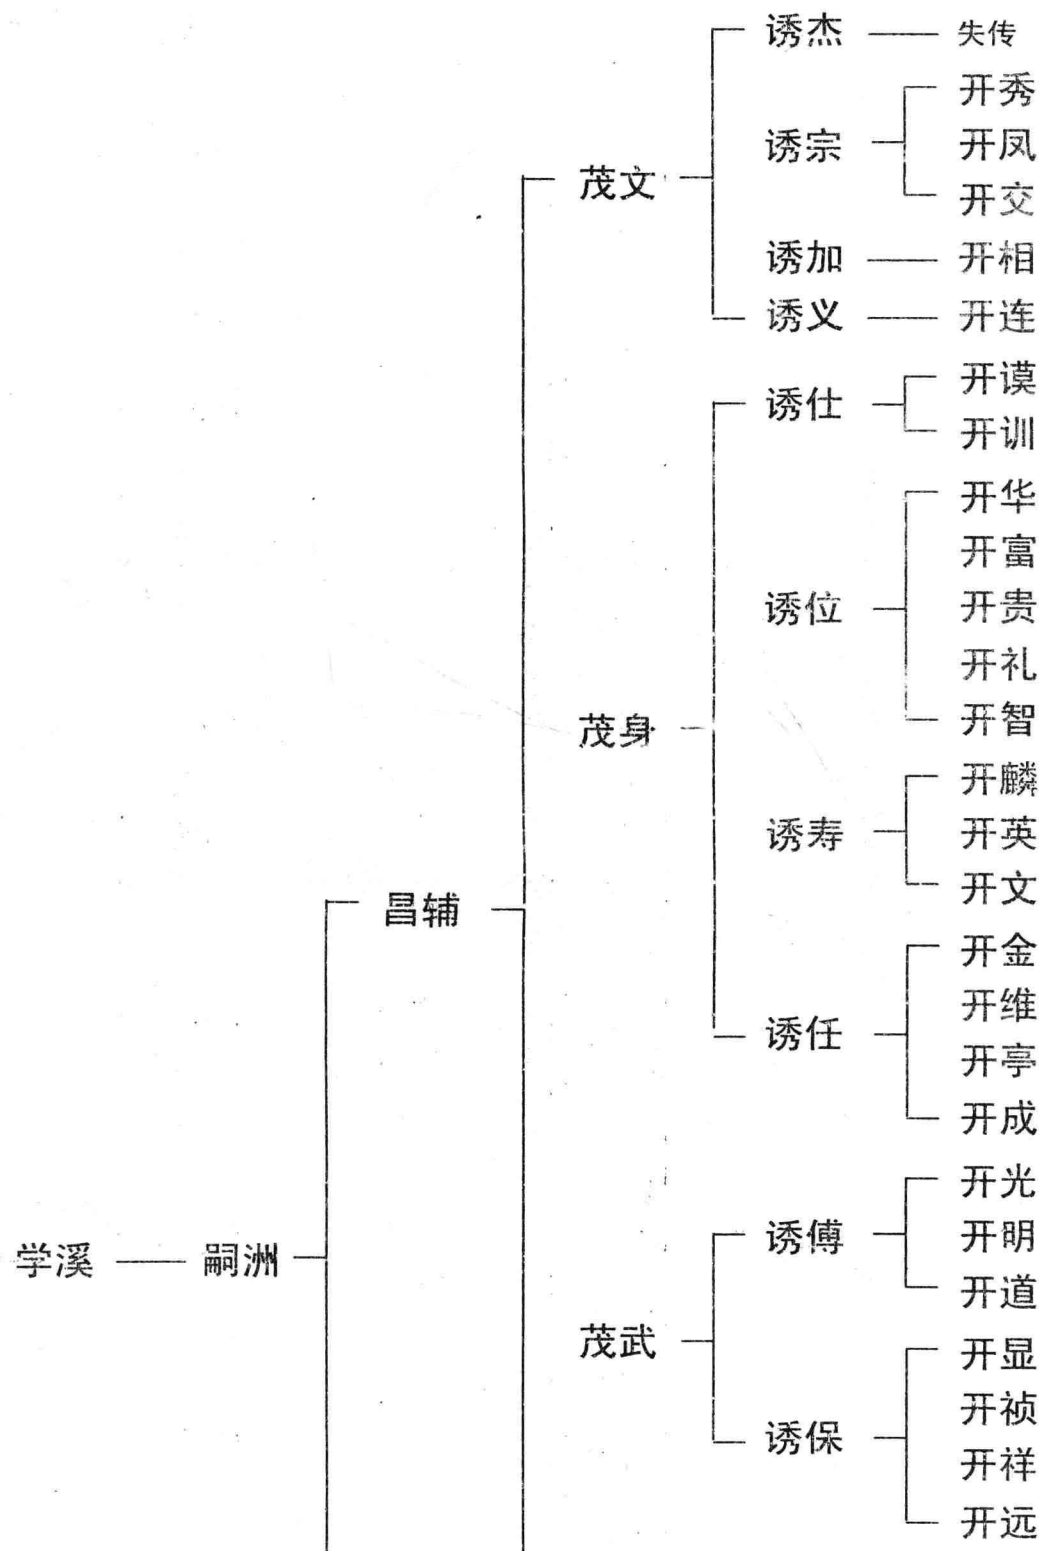 诱杰 失传
开秀
诱宗 开凤
茂文
开交
诱加 开相
诱义 开连
开谟
诱仕
开训
开华
开富
诱位 开贵
开礼
茂身 开智
开麟
诱寿 开英
开文
昌辅
开金
开维
诱任
开亭
开成
开光
学溪 嗣洲 诱傅 开明
开道
茂武 开显
开祯
诱保
开祥
开远